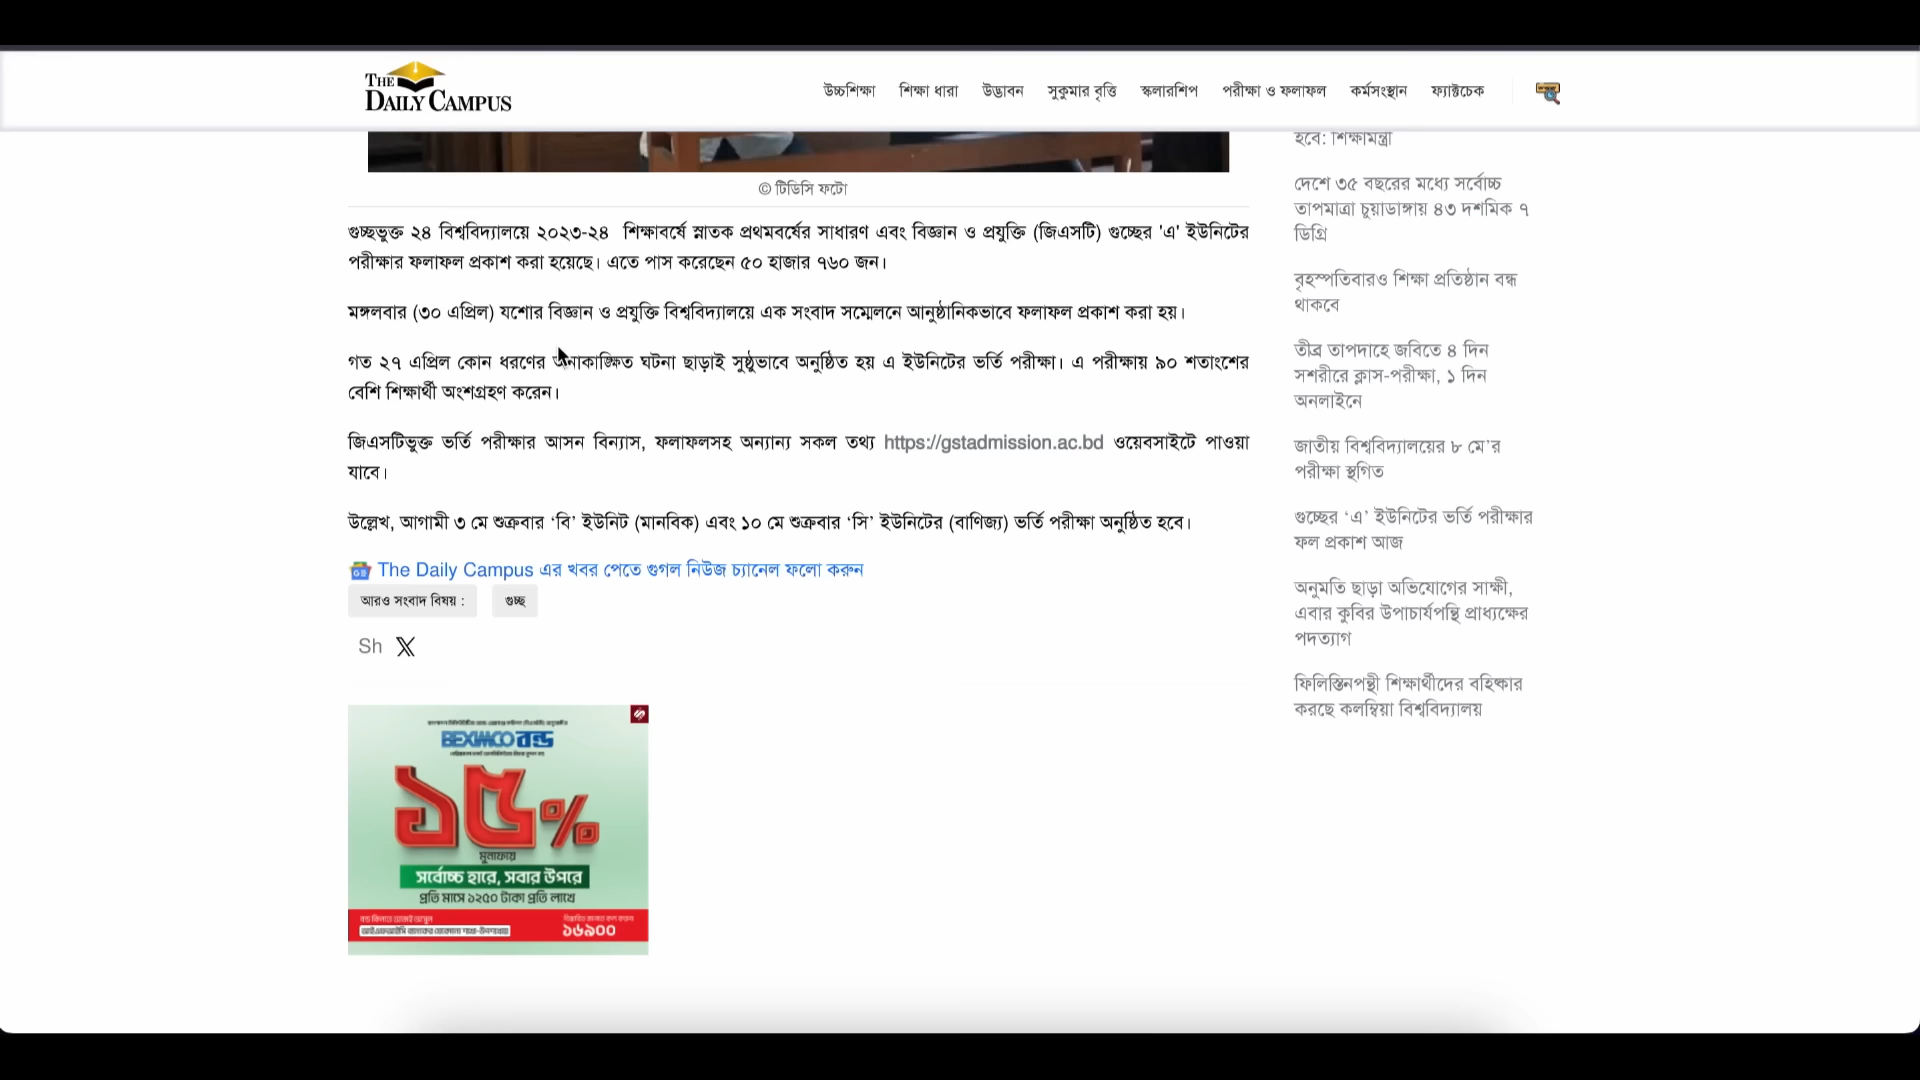 THE
DAILY CAMPUS
উচ্চশিক্ষা শিক্ষা ধারা উদ্ভাবন সুকুমার বৃত্তি স্কলারশিপ পরীক্ষা ও ফলাফল কর্মসংস্থান ফ্যাক্টচেক
© টিডিসি ফটো
গুচ্ছভুক্ত ২৪ বিশ্ববিদ্যালয়ে ২০২৩-২৪ শিক্ষাবর্ষে স্নাতক প্রথমবর্ষের সাধারণ এবং বিজ্ঞান ও প্রযুক্তি (জিএসটি) গুচ্ছের 'এ' ইউনিটের
পরীক্ষার ফলাফল প্রকাশ করা হয়েছে। এতে পাস করেছেন ৫০ হাজার ৭৬০ জন।
মঙ্গলবার (৩০ এপ্রিল) যশোর বিজ্ঞান ও প্রযুক্তি বিশ্ববিদ্যালয়ে এক সংবাদ সম্মেলনে আনুষ্ঠানিকভাবে ফলাফল প্রকাশ করা হয়।
গত ২৭ এপ্রিল কোন ধরণের অনাকাঙ্ক্ষিত ঘটনা ছাড়াই সুষ্ঠুভাবে অনুষ্ঠিত হয় এ ইউনিটের ভর্তি পরীক্ষা। এ পরীক্ষায় ৯০ শতাংশের
বেশি শিক্ষার্থী অংশগ্রহণ করেন।
জিএসটিভুক্ত ভর্তি পরীক্ষার আসন বিন্যাস, ফলাফলসহ অন্যান্য সকল তথ্য https://gstadmission.ac.bd ওয়েবসাইটে পাওয়া
যাবে।
উল্লেখ, আগামী ৩ মে শুক্রবার ‘বি’ ইউনিট (মানবিক) এবং ১০ মে শুক্রবার ‘সি’ ইউনিটের (বাণিজ্য) ভর্তি পরীক্ষা অনুষ্ঠিত হবে।
The Daily Campus এর খবর পেতে গুগল নিউজ চ্যানেল ফলো করুন
আরও সংবাদ বিষয় : গুচ্ছ
Sh
BEXIMCO বন্ড
১৫%
মুনাফায়
সর্বোচ্চ হারে, সবার উপরে
প্রতি মাসে ১২৫০ টাকা প্রতি লাখে
১৬৯০০
হবে: শিক্ষামন্ত্রী
দেশে ৩৫ বছরের মধ্যে সর্বোচ্চ
তাপমাত্রা চুয়াডাঙ্গায় ৪৩ দশমিক ৭
ডিগ্রি
বৃহস্পতিবারও শিক্ষা প্রতিষ্ঠান বন্ধ
থাকবে
তীব্র তাপদাহে জবিতে ৪ দিন
সশরীরে ক্লাস-পরীক্ষা, ১ দিন
অনলাইনে
জাতীয় বিশ্ববিদ্যালয়ের ৮ মে’র
পরীক্ষা স্থগিত
গুচ্ছের ‘এ’ ইউনিটের ভর্তি পরীক্ষার
ফল প্রকাশ আজ
অনুমতি ছাড়া অভিযোগের সাক্ষী,
এবার কুবির উপাচার্যপন্থি প্রাধ্যক্ষের
পদত্যাগ
ফিলিস্তিনপন্থী শিক্ষার্থীদের বহিষ্কার
করছে কলম্বিয়া বিশ্ববিদ্যালয়